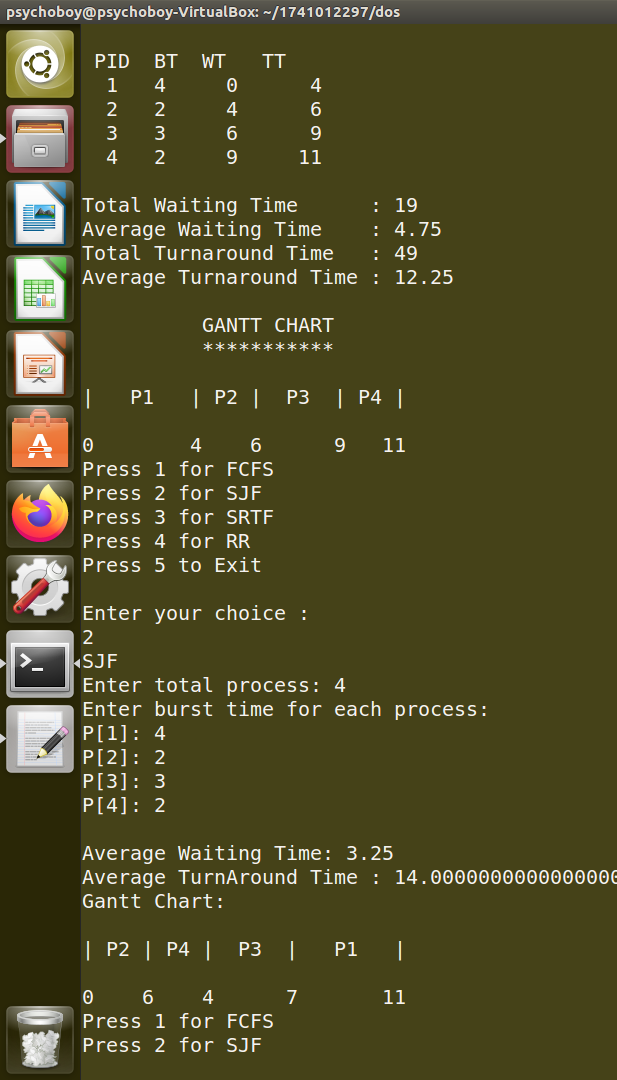 psychoboy@psychoboy-VirtualBox: ~/1741012297/dos
PID BT WT TT
1 4 0 4
2 2 4 6
3 3 6 9
4 2 9 11
Total Waiting Time : 19
Average Waiting Time : 4.75
Total Turnaround Time : 49
Average Turnaround Time : 12.25
GANTT CHART
***********
| P1 | P2 | P3 | P4 |
0 4 6 9 11
Press 1 for FCFS
Press 2 for SJF
Press 3 for SRTF
Press 4 for RR
Press 5 to Exit
Enter your choice :
2
SJF
Enter total process: 4
Enter burst time for each process:
P[1]: 4
P[2]: 2
P[3]: 3
P[4]: 2
Average Waiting Time: 3.25
Average TurnAround Time : 14.0000000000000000
Gantt Chart:
| P2 | P4 | P3 | P1 |
0 6 4 7 11
Press 1 for FCFS
Press 2 for SJF